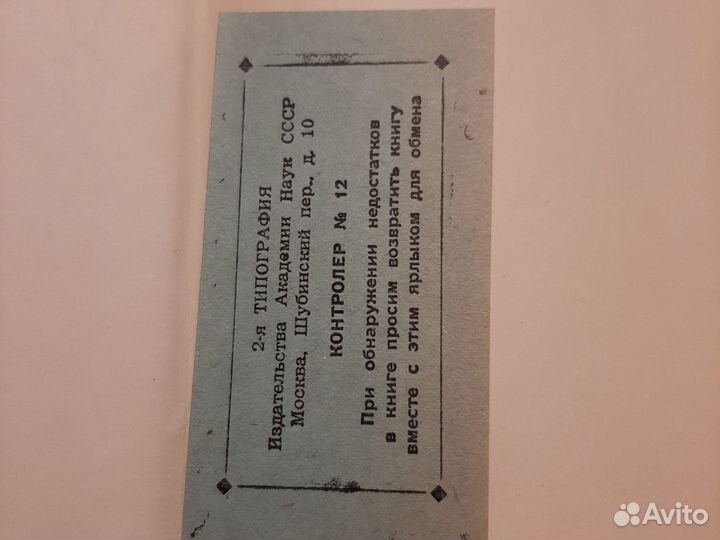 2-я ТИПОГРАФИЯ
Издательства Академии Наук СССР
Москва, Шубинский пер., д. 10
КОНТРОЛЕР № 12
При обнаружении недостатков
в книге просим возвратить книгу
вместе с этим ярлыком для обмена
Avito